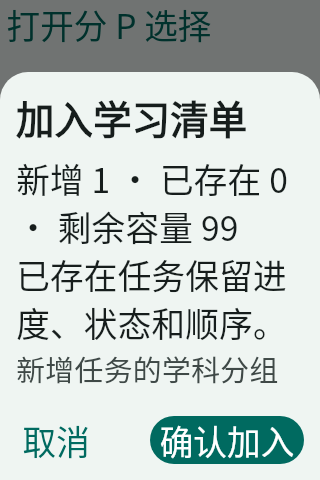 打开分 P 选择
加入学习清单
新增 1 · 已存在 0
· 剩余容量 99
已存在任务保留进
度、状态和顺序。
新增任务的学科分组
取消
确认加入